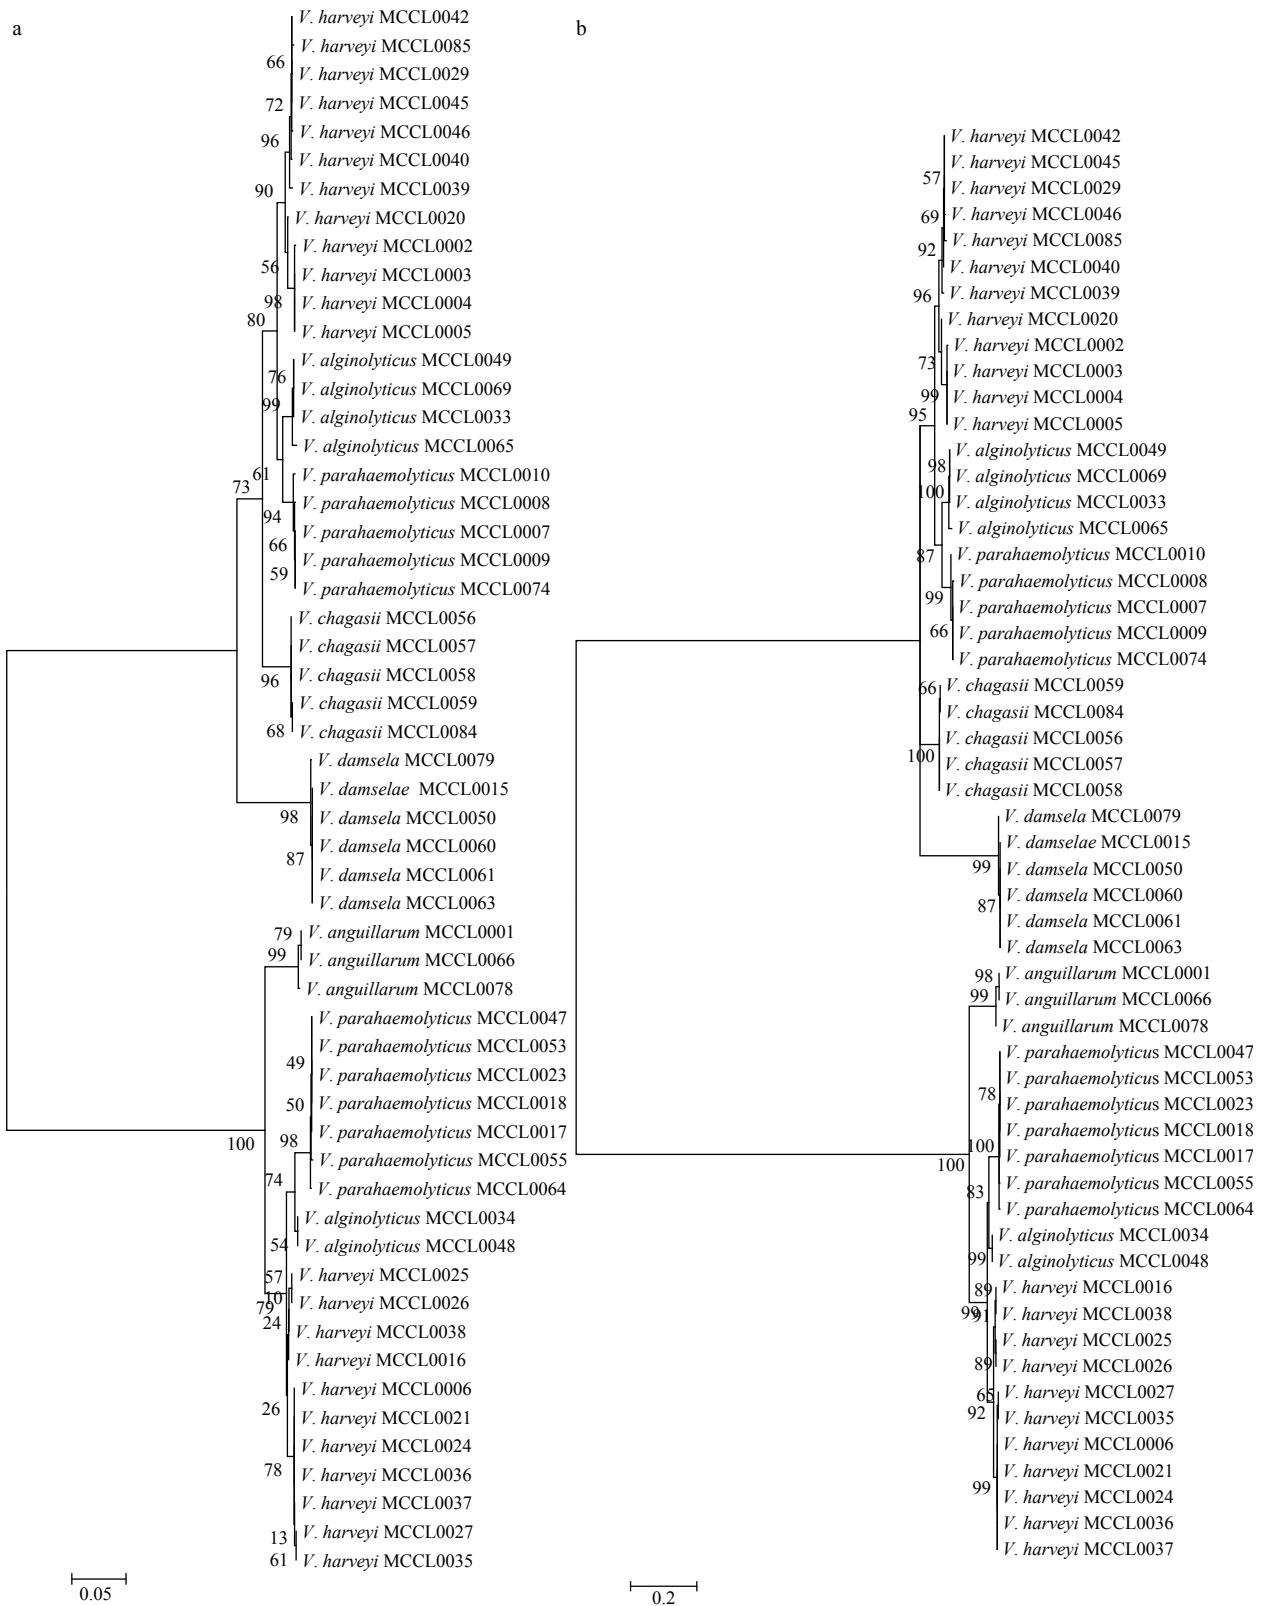 a
V. harveyi MCCL0042
V. harveyi MCCL0085
66
V. harveyi MCCL0029
72
V. harveyi MCCL0045
96
V. harveyi MCCL0046
V. harveyi MCCL0040
90
V. harveyi MCCL0039
V. harveyi MCCL0020
V. harveyi MCCL0002
56
V. harveyi MCCL0003
98
V. harveyi MCCL0004
80
V. harveyi MCCL0005
V. alginolyticus MCCL0049
76
V. alginolyticus MCCL0069
99
V. alginolyticus MCCL0033
V. alginolyticus MCCL0065
61
V. parahaemolyticus MCCL0010
73
V. parahaemolyticus MCCL0008
94
V. parahaemolyticus MCCL0007
66
V. parahaemolyticus MCCL0009
59
V. parahaemolyticus MCCL0074
V. chagasii MCCL0056
V. chagasii MCCL0057
V. chagasii MCCL0058
96
V. chagasii MCCL0059
68
V. chagasii MCCL0084
V. damsela MCCL0079
V. damselae MCCL0015
98
V. damsela MCCL0050
V. damsela MCCL0060
87
V. damsela MCCL0061
V. damsela MCCL0063
79
V. anguillarum MCCL0001
99
V. anguillarum MCCL0066
V. anguillarum MCCL0078
V. parahaemolyticus MCCL0047
V. parahaemolyticus MCCL0053
49
V. parahaemolyticus MCCL0023
50
V. parahaemolyticus MCCL0018
V. parahaemolyticus MCCL0017
98
100
V. parahaemolyticus MCCL0055
74
V. parahaemolyticus MCCL0064
V. alginolyticus MCCL0034
54
V. alginolyticus MCCL0048
57
V. harveyi MCCL0025
10
79
V. harveyi MCCL0026
24
V. harveyi MCCL0038
V. harveyi MCCL0016
V. harveyi MCCL0006
26
V. harveyi MCCL0021
V. harveyi MCCL0024
78
V. harveyi MCCL0036
V. harveyi MCCL0037
13
V. harveyi MCCL0027
61
V. harveyi MCCL0035
0.05
b
V. harveyi MCCL0042
V. harveyi MCCL0045
57
V. harveyi MCCL0029
69
V. harveyi MCCL0046
92
V. harveyi MCCL0085
V. harveyi MCCL0040
96
V. harveyi MCCL0039
V. harveyi MCCL0020
V. harveyi MCCL0002
73
V. harveyi MCCL0003
99
V. harveyi MCCL0004
95
V. harveyi MCCL0005
V. alginolyticus MCCL0049
98
V. alginolyticus MCCL0069
100
V. alginolyticus MCCL0033
V. alginolyticus MCCL0065
87
V. parahaemolyticus MCCL0010
V. parahaemolyticus MCCL0008
99
V. parahaemolyticus MCCL0007
66
V. parahaemolyticus MCCL0009
V. parahaemolyticus MCCL0074
66
V. chagasii MCCL0059
V. chagasii MCCL0084
V. chagasii MCCL0056
100
V. chagasii MCCL0057
V. chagasii MCCL0058
V. damsela MCCL0079
V. damselae MCCL0015
99
V. damsela MCCL0050
V. damsela MCCL0060
87
V. damsela MCCL0061
V. damsela MCCL0063
98
V. anguillarum MCCL0001
99
V. anguillarum MCCL0066
V. anguillarum MCCL0078
V. parahaemolyticus MCCL0047
V. parahaemolyticus MCCL0053
78
V. parahaemolyticus MCCL0023
V. parahaemolyticus MCCL0018
100
V. parahaemolyticus MCCL0017
100
V. parahaemolyticus MCCL0055
83
V. parahaemolyticus MCCL0064
V. alginolyticus MCCL0034
99
V. alginolyticus MCCL0048
89
V. harveyi MCCL0016
99
91
V. harveyi MCCL0038
V. harveyi MCCL0025
89
V. harveyi MCCL0026
65
V. harveyi MCCL0027
92
V. harveyi MCCL0035
V. harveyi MCCL0006
V. harveyi MCCL0021
99
V. harveyi MCCL0024
V. harveyi MCCL0036
V. harveyi MCCL0037
0.2